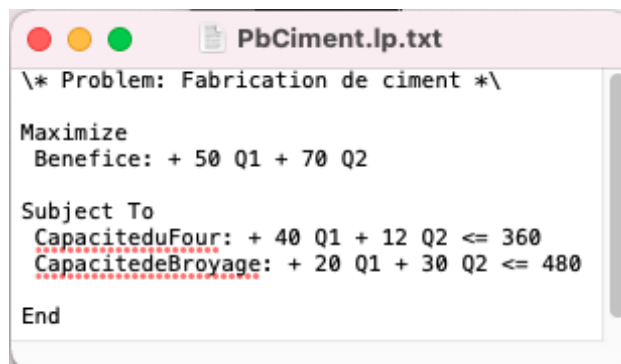 PbCiment.lp.txt
\* Problem: Fabrication de ciment *\
Maximize
Benefice: + 50 Q1 + 70 Q2
Subject To
CapaciteduFour: + 40 Q1 + 12 Q2 <= 360
CapacitedeBroyage: + 20 Q1 + 30 Q2 <= 480
End